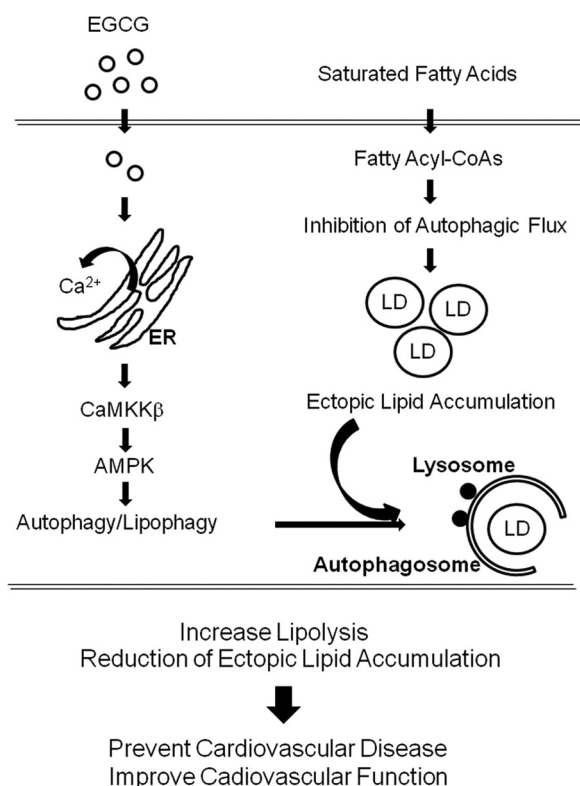 EGCG
Saturated Fatty Acids
Fatty Acyl-CoAs
Inhibition of Autophagic Flux
Ca²⁺
ER
LD
LD
LD
CaMKKβ
Ectopic Lipid Accumulation
AMPK
Autophagy/Lipophagy
Lysosome
LD
Autophagosome
Increase Lipolysis
Reduction of Ectopic Lipid Accumulation
Prevent Cardiovascular Disease
Improve Cadiovascular Function